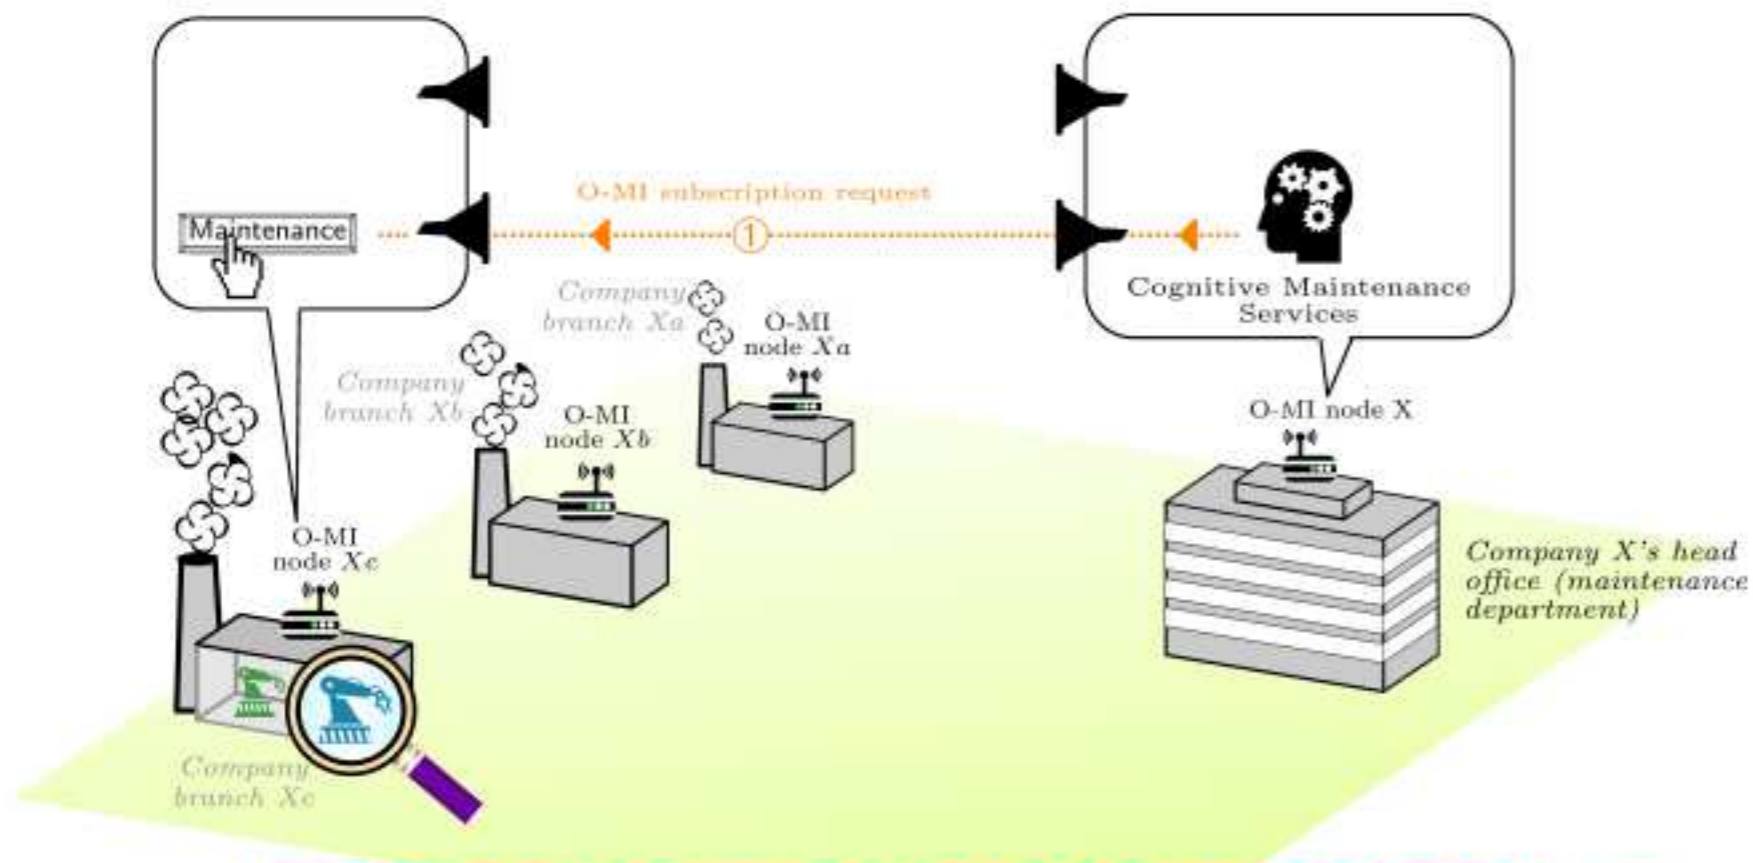 O-MI subscription request
1
Maintenance
Cognitive Maintenance
Services
Company
branch Xa
O-MI
node Xa
Company
branch Xb
O-MI
node Xb
O-MI node X
O-MI
node Xc
Company X's head
office (maintenance
department)
Company
branch Xc